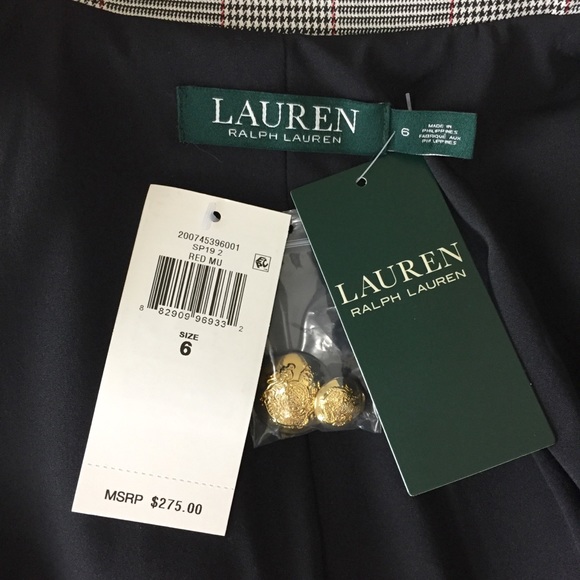 LAUREN
RALPH LAUREN
6
MADE IN
PHILIPPINES
FABRIQUÉ AUX
PHILIPPINES
200745396001
SP19 2
RED MU
8 82909 96933 2
SIZE
6
MSRP $275.00
LAUREN
RALPH LAUREN